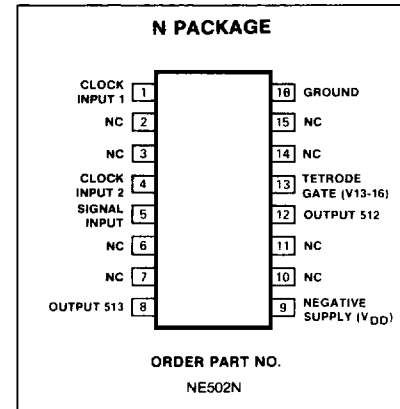 N PACKAGE
CLOCK INPUT 1 1
NC 2
NC 3
CLOCK INPUT 2 4
SIGNAL INPUT 5
NC 6
NC 7
OUTPUT 513 8
16 GROUND
15 NC
14 NC
13 TETRODE GATE (V13-16)
12 OUTPUT 512
11 NC
10 NC
9 NEGATIVE SUPPLY (VDD)
ORDER PART NO.
NE502N